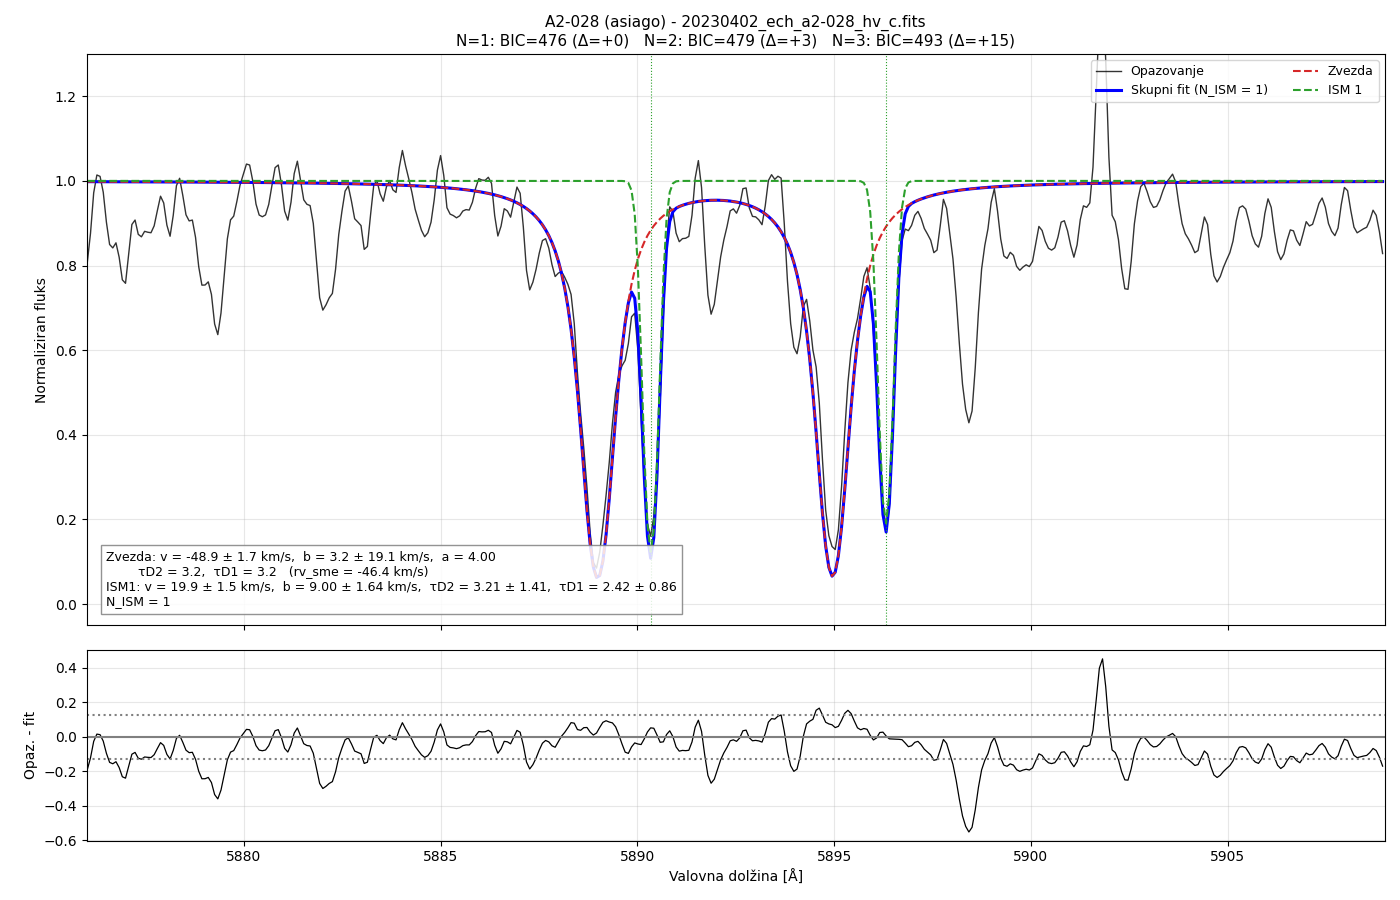 A2-028 (asiago) - 20230402_ech_a2-028_hv_c.fits
N=1: BIC=476 (Δ=+0)   N=2: BIC=479 (Δ=+3)   N=3: BIC=493 (Δ=+15)
Opazovanje
Skupni fit (N_ISM = 1)
Zvezda
ISM 1
Normaliziran fluks
1.2
1.0
0.8
0.6
0.4
0.2
0.0
Zvezda: v = -48.9 ± 1.7 km/s,  b = 3.2 ± 19.1 km/s,  a = 4.00
τD2 = 3.2,  τD1 = 3.2   (rv_sme = -46.4 km/s)
ISM1: v = 19.9 ± 1.5 km/s,  b = 9.00 ± 1.64 km/s,  τD2 = 3.21 ± 1.41,  τD1 = 2.42 ± 0.86
N_ISM = 1
Opaz. - fit
0.4
0.2
0.0
−0.2
−0.4
−0.6
5880
5885
5890
5895
5900
5905
Valovna dolžina [Å]